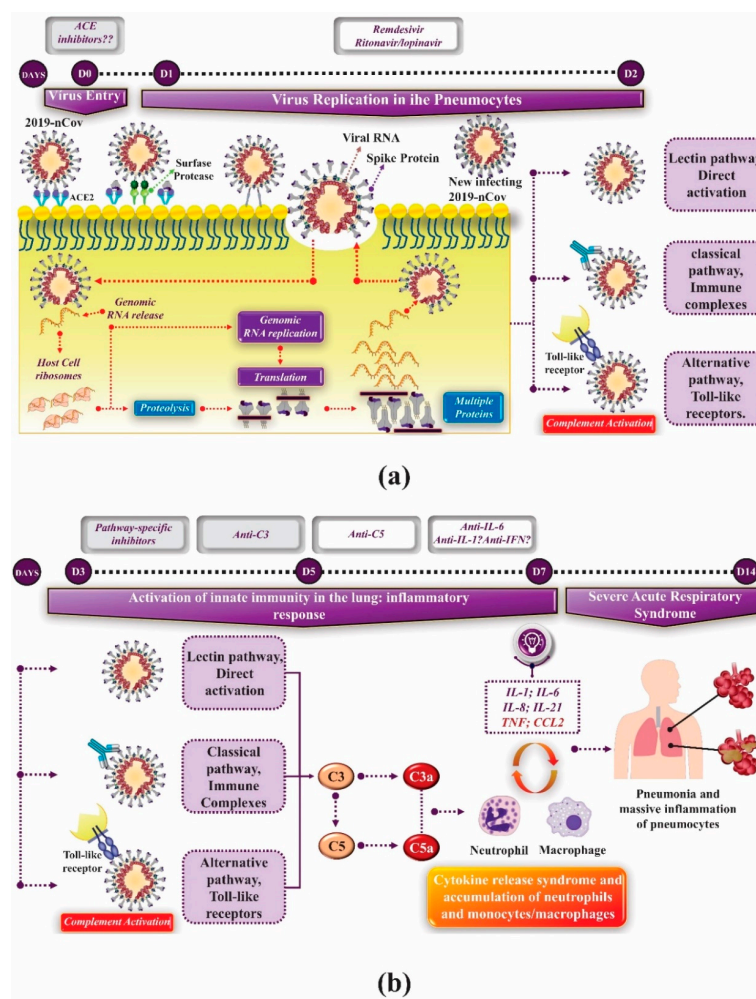 ACE
inhibitors??
Remdesivir
Ritonavir/lopinavir
DAYS
D0
D1
D2
Virus Entry
Virus Replication in ihe Pneumocytes
2019-nCov
Surfase
Protease
ACE2
Viral RNA
Spike Protein
New infecting
2019-nCov
Lectin pathway,
Direct
activation
classical
pathway,
Immune
complexes
Toll-like
receptor
Alternative
pathway,
Toll-like
receptors.
Complement Activation
Genomic
RNA release
Host Cell
ribosomes
Genomic
RNA replication
Translation
Proteolysis
Multiple
Proteins
(a)
Pathway-specific
inhibitors
Anti-C3
Anti-C5
Anti-IL-6
Anti-IL-1?Anti-IFN?
DAYS
D3
D5
D7
D14
Activation of innate immunity in the lung: inflammatory
response
Severe Acute Respiratory
Syndrome
Lectin pathway,
Direct
activation
Classical
pathway,
Immune
Complexes
Toll-like
receptor
Alternative
pathway,
Toll-like
receptors
Complement Activation
C3
C3a
C5
C5a
IL-1; IL-6
IL-8; IL-21
TNF; CCL2
Neutrophil
Macrophage
Cytokine release syndrome and
accumulation of neutrophils
and monocytes/macrophages
Pneumonia and
massive inflammation
of pneumocytes
(b)